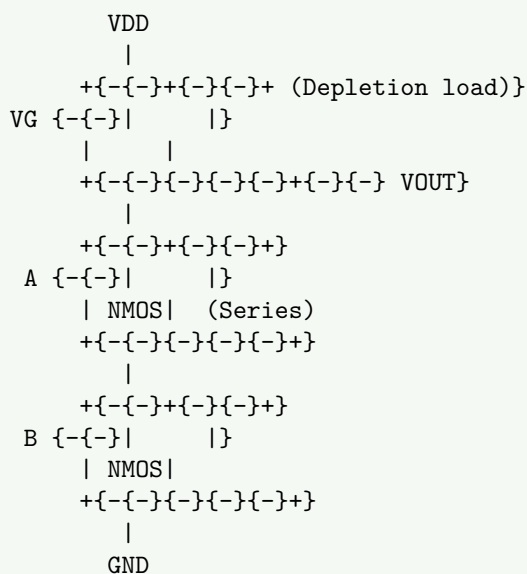 VDD
|
+{-{-}+{-}{-}+ (Depletion load)}
VG {-{-}|      |}
|     |
+{-{-}{-}{-}{-}+{-}{-} VOUT}
|
+{-{-}+{-}{-}+}
A {-{-}|      |}
| NMOS|  (Series)
+{-{-}{-}{-}{-}+}
|
+{-{-}+{-}{-}+}
B {-{-}|      |}
| NMOS|
+{-{-}{-}{-}{-}+}
|
GND